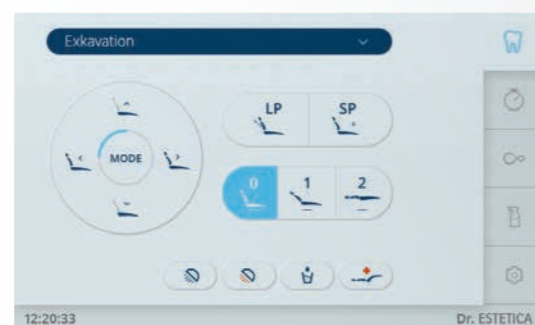 Exkavation
LP SP
MODE
0 1 2
12:20:33 Dr. ESTETICA